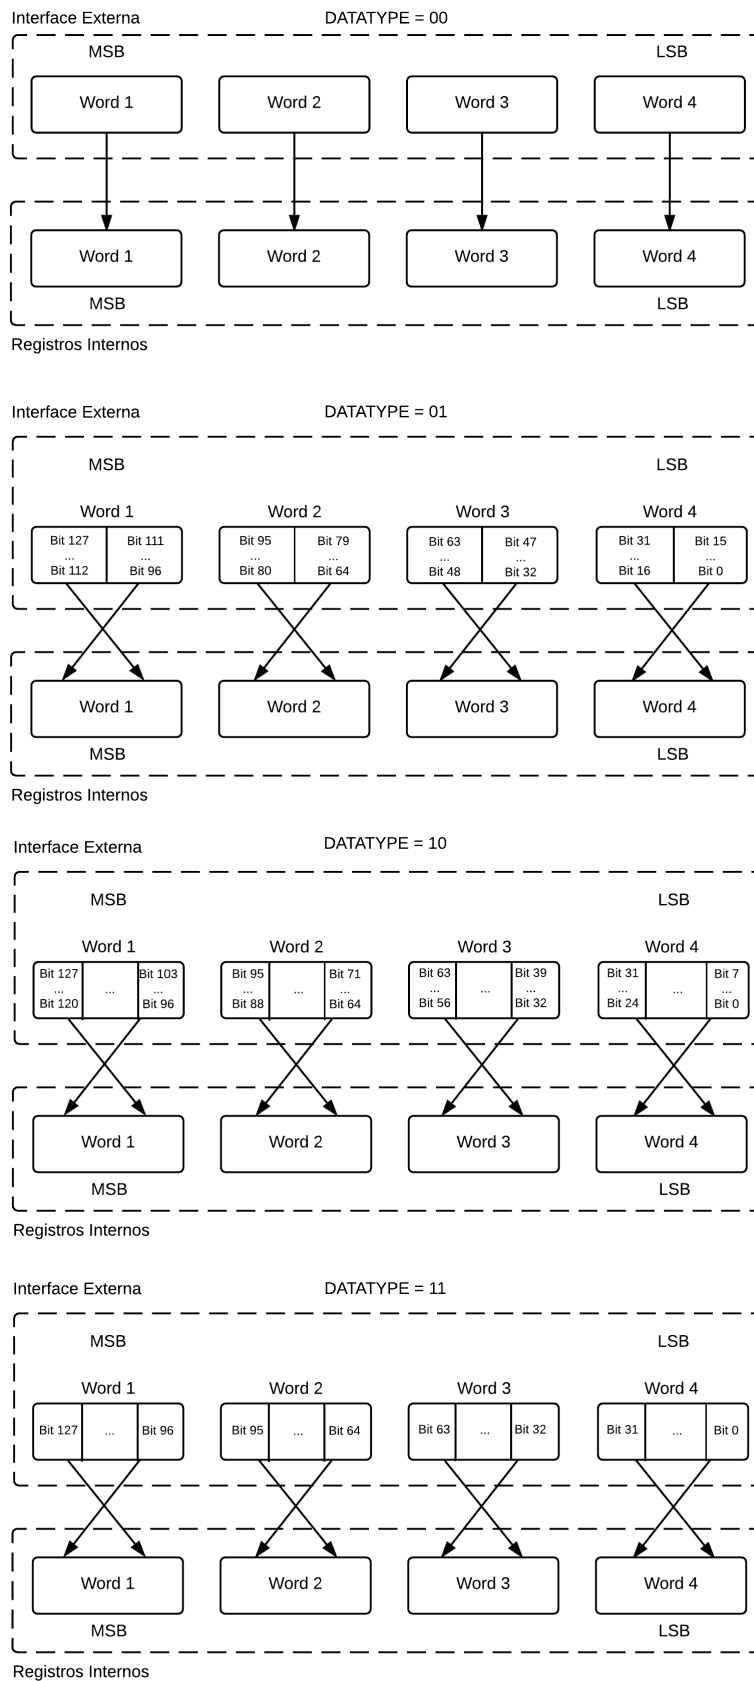 Interface Externa DATATYPE = 00
MSB LSB
Word 1 Word 2 Word 3 Word 4
Word 1 Word 2 Word 3 Word 4
MSB LSB
Registros Internos
Interface Externa DATATYPE = 01
MSB LSB
Word 1 Word 2 Word 3 Word 4
Bit 127 Bit 111 Bit 95 Bit 79 Bit 63 Bit 47 Bit 31 Bit 15
... ... ... ... ... ... ... ...
Bit 112 Bit 96 Bit 80 Bit 64 Bit 48 Bit 32 Bit 16 Bit 0
Word 1 Word 2 Word 3 Word 4
MSB LSB
Registros Internos
Interface Externa DATATYPE = 10
MSB LSB
Word 1 Word 2 Word 3 Word 4
Bit 127 Bit 103 Bit 95 Bit 71 Bit 63 Bit 39 Bit 31 Bit 7
... ... ... ... ... ... ... ... ... ... ... ...
Bit 120 Bit 96 Bit 88 Bit 64 Bit 56 Bit 32 Bit 24 Bit 0
Word 1 Word 2 Word 3 Word 4
MSB LSB
Registros Internos
Interface Externa DATATYPE = 11
MSB LSB
Word 1 Word 2 Word 3 Word 4
Bit 127 ... Bit 96 Bit 95 ... Bit 64 Bit 63 ... Bit 32 Bit 31 ... Bit 0
Word 1 Word 2 Word 3 Word 4
MSB LSB
Registros Internos